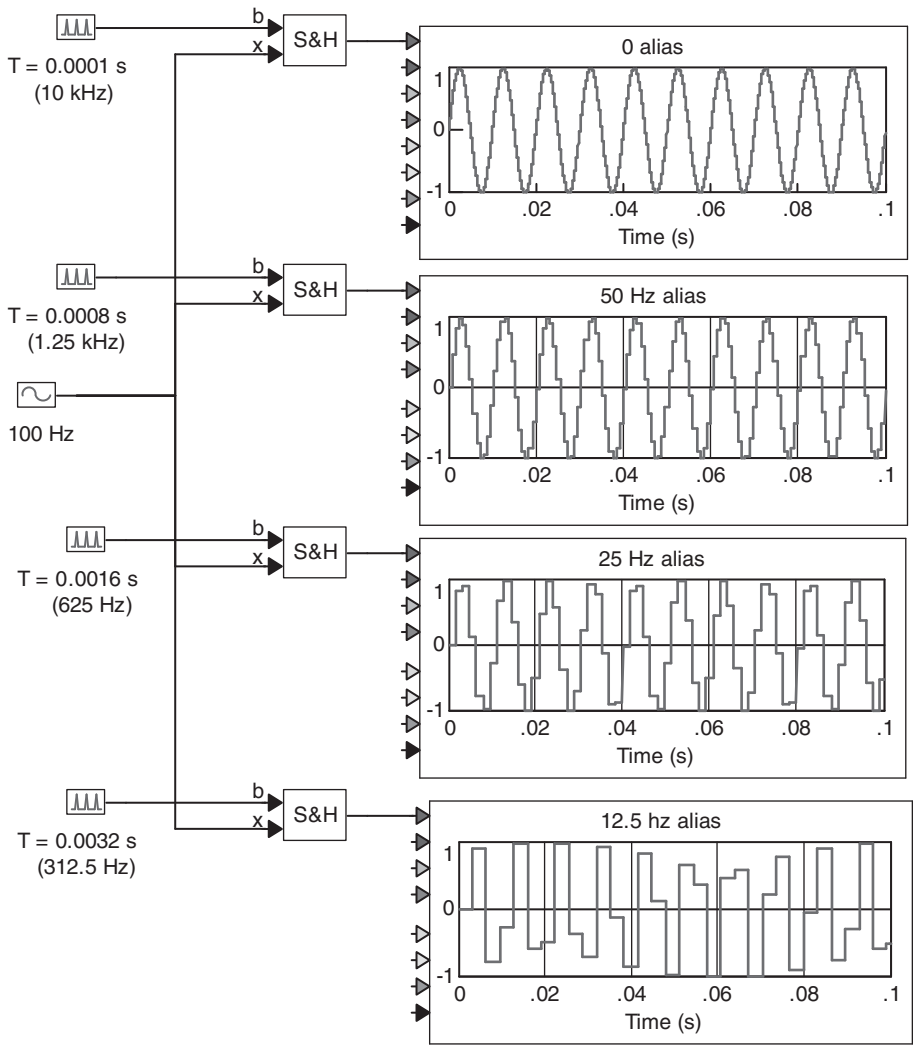 b
x
S&H
T = 0.0001 s
(10 kHz)
0 alias
1
0
-1
0 .02 .04 .06 .08 .1
Time (s)
b
x
S&H
T = 0.0008 s
(1.25 kHz)
50 Hz alias
1
0
-1
0 .02 .04 .06 .08 .1
Time (s)
100 Hz
b
x
S&H
T = 0.0016 s
(625 Hz)
25 Hz alias
1
0
-1
0 .02 .04 .06 .08 .1
Time (s)
b
x
S&H
T = 0.0032 s
(312.5 Hz)
12.5 hz alias
1
0
-1
0 .02 .04 .06 .08 .1
Time (s)